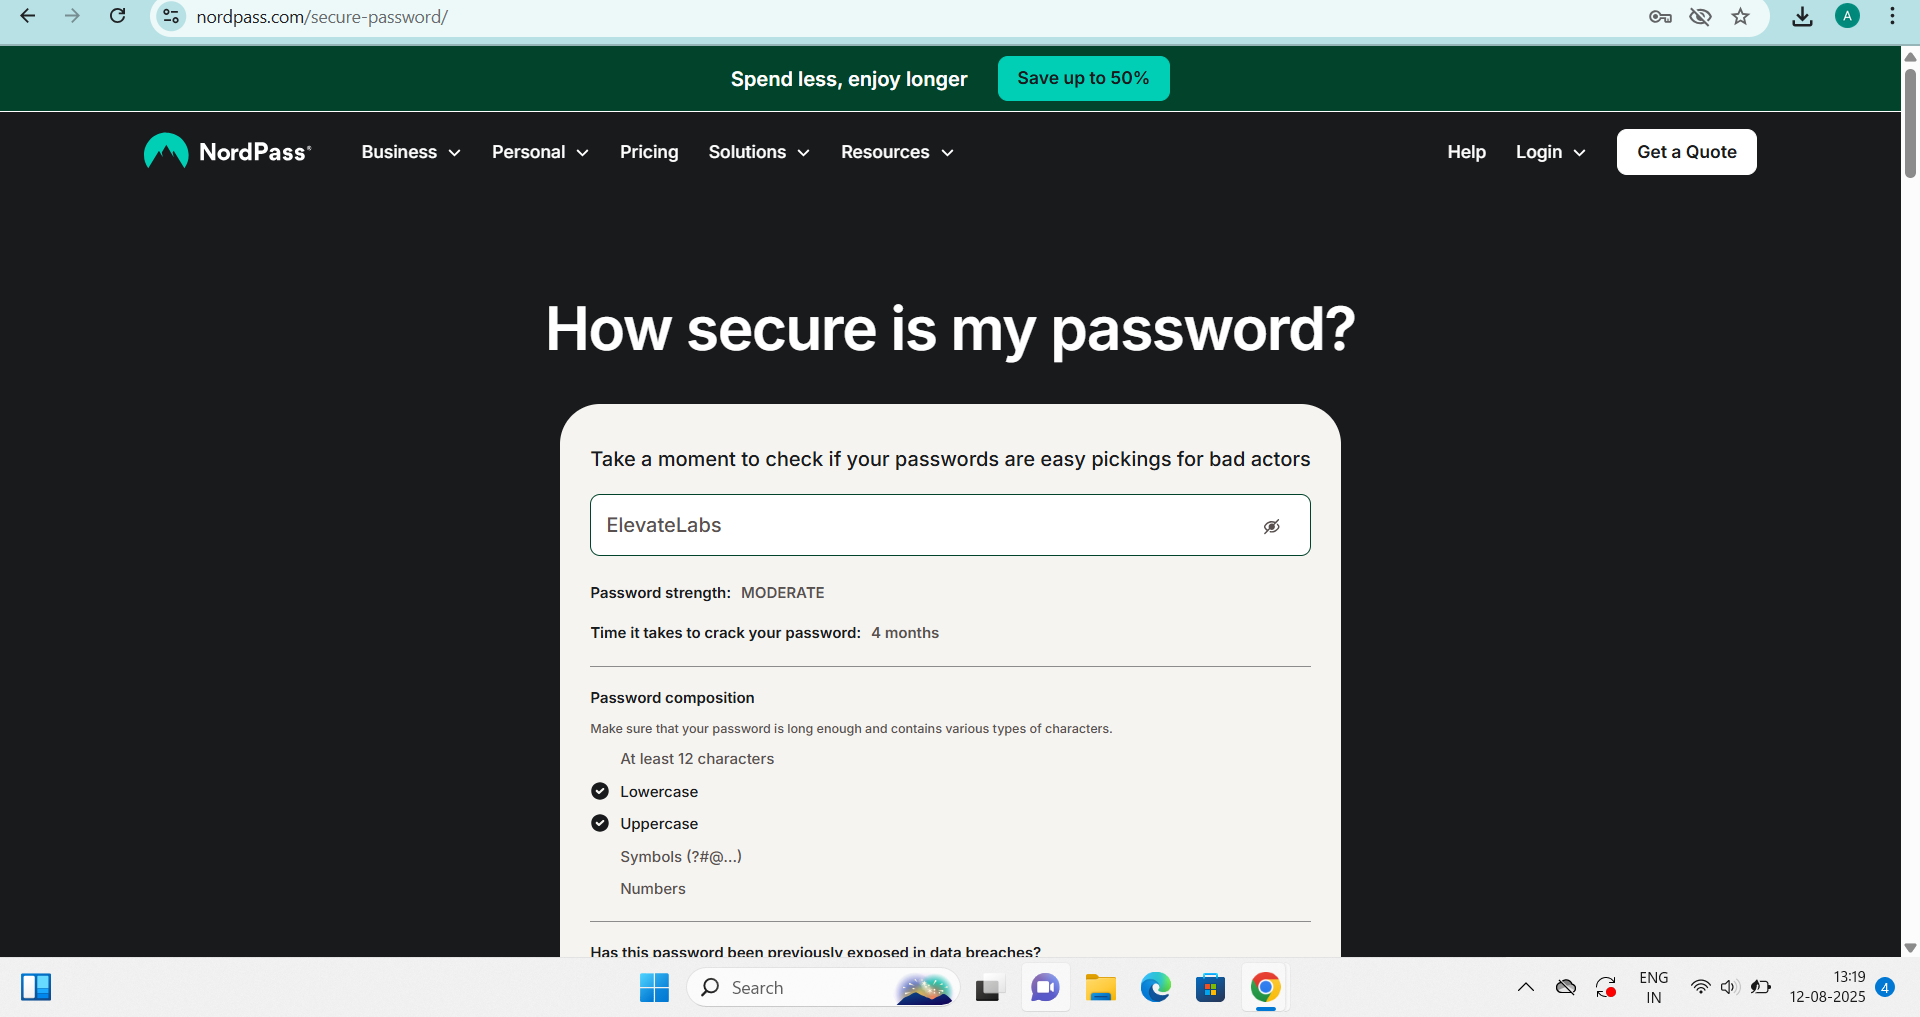 nordpass.com/secure-password/
A
Spend less, enjoy longer
Save up to 50%
NordPass®
Business
Personal
Pricing
Solutions
Resources
Help
Login
Get a Quote
How secure is my password?
Take a moment to check if your passwords are easy pickings for bad actors
ElevateLabs
Password strength: MODERATE
Time it takes to crack your password: 4 months
Password composition
Make sure that your password is long enough and contains various types of characters.
At least 12 characters
Lowercase
Uppercase
Symbols (?#@...)
Numbers
Has this password been previously exposed in data breaches?
Search
ENG
IN
13:19
12-08-2025
4